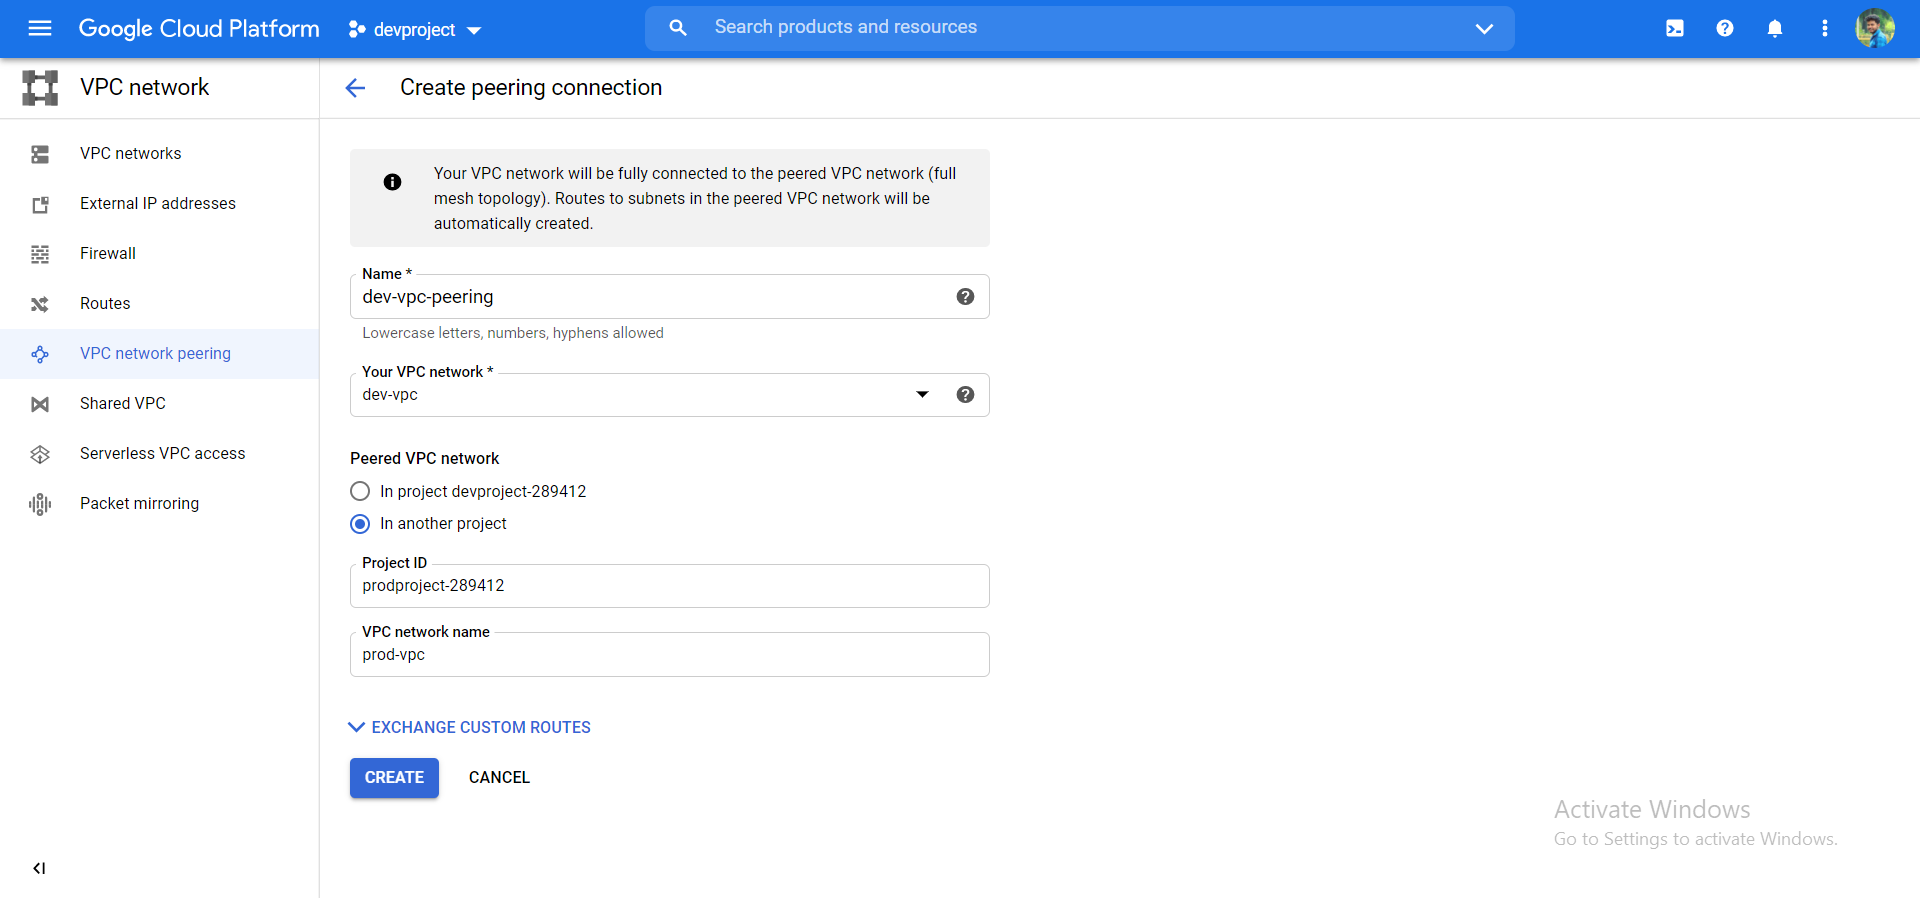 Google Cloud Platform
devproject
Search products and resources
VPC network
Create peering connection
VPC networks
External IP addresses
Firewall
Routes
VPC network peering
Shared VPC
Serverless VPC access
Packet mirroring
Your VPC network will be fully connected to the peered VPC network (full
mesh topology). Routes to subnets in the peered VPC network will be
automatically created.
Name *
dev-vpc-peering
Lowercase letters, numbers, hyphens allowed
Your VPC network *
dev-vpc
Peered VPC network
In project devproject-289412
In another project
Project ID
prodproject-289412
VPC network name
prod-vpc
EXCHANGE CUSTOM ROUTES
CREATE
CANCEL
Activate Windows
Go to Settings to activate Windows.